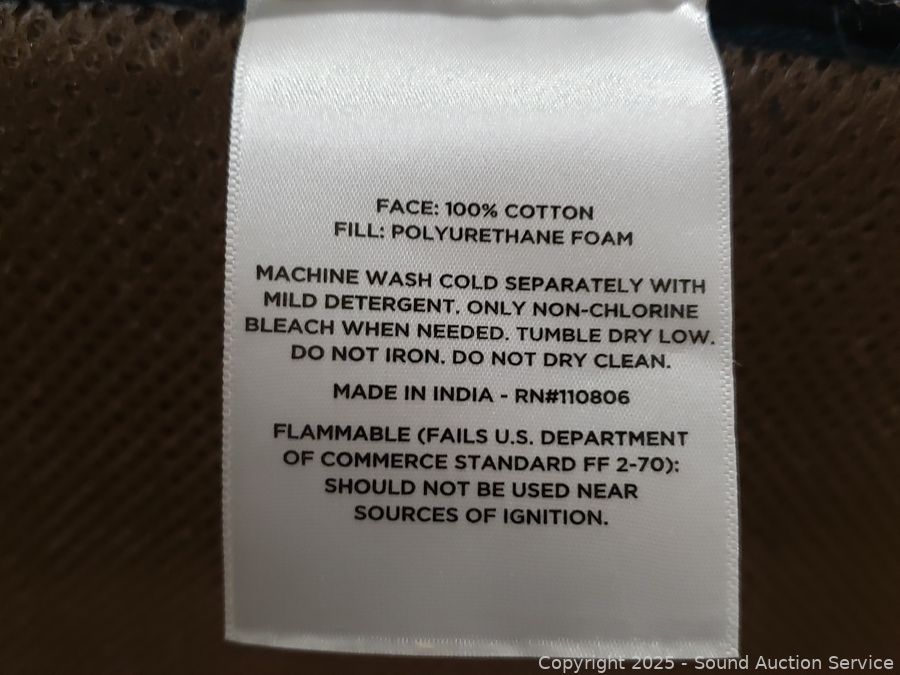 FACE: 100% COTTON
FILL: POLYURETHANE FOAM
MACHINE WASH COLD SEPARATELY WITH
MILD DETERGENT. ONLY NON-CHLORINE
BLEACH WHEN NEEDED. TUMBLE DRY LOW.
DO NOT IRON. DO NOT DRY CLEAN.
MADE IN INDIA - RN#110806
FLAMMABLE (FAILS U.S. DEPARTMENT
OF COMMERCE STANDARD FF 2-70):
SHOULD NOT BE USED NEAR
SOURCES OF IGNITION.
Copyright 2025 - Sound Auction Service